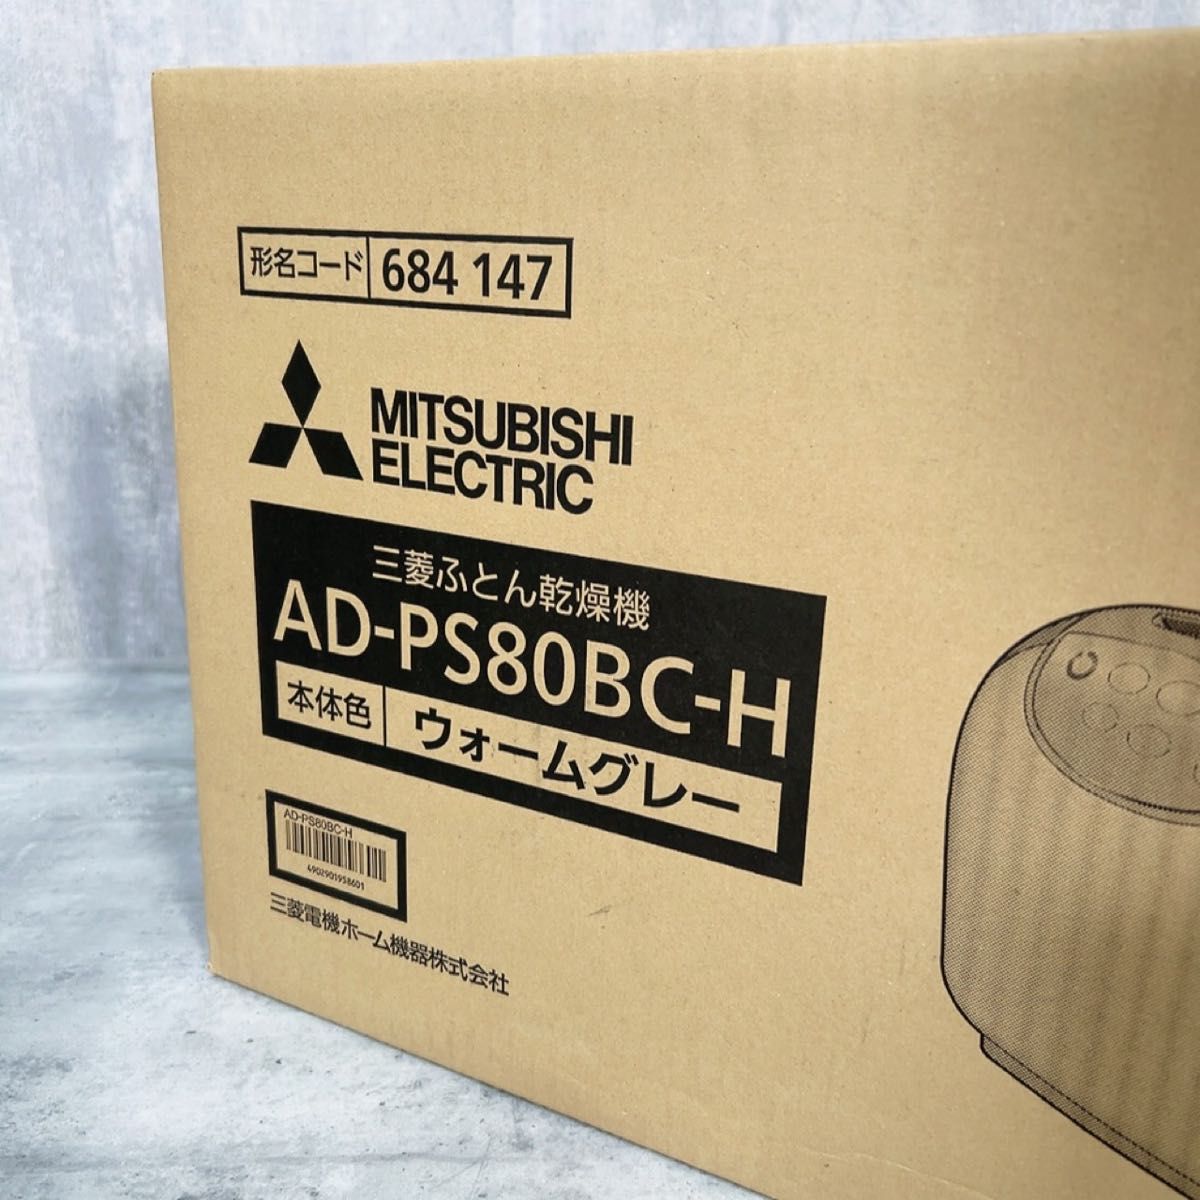 形名コード 684 147
MITSUBISHI
ELECTRIC
三菱ふとん乾燥機
AD-PS80BC-H
本体色 ウォームグレー
AD-PS80BC-H
4902901958601
三菱電機ホーム機器株式会社